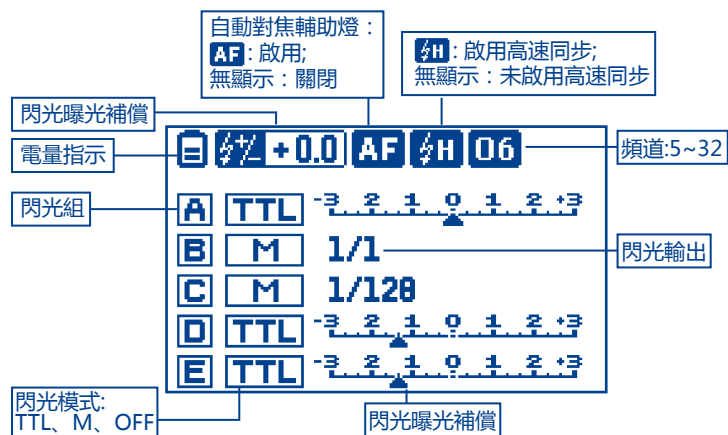 自動對焦輔助燈：
AF：啟用;
無顯示：關閉
H：啟用高速同步;
無顯示：未啟用高速同步
閃光曝光補償
電量指示
+0.0 AF H 06
頻道:5~32
閃光組
A TTL -3 2 1 0 1 2 +3
B M 1/1
閃光輸出
C M 1/128
D TTL -3 2 1 0 1 2 +3
E TTL -3 2 1 0 1 2 +3
閃光模式:
TTL、M、OFF
閃光曝光補償